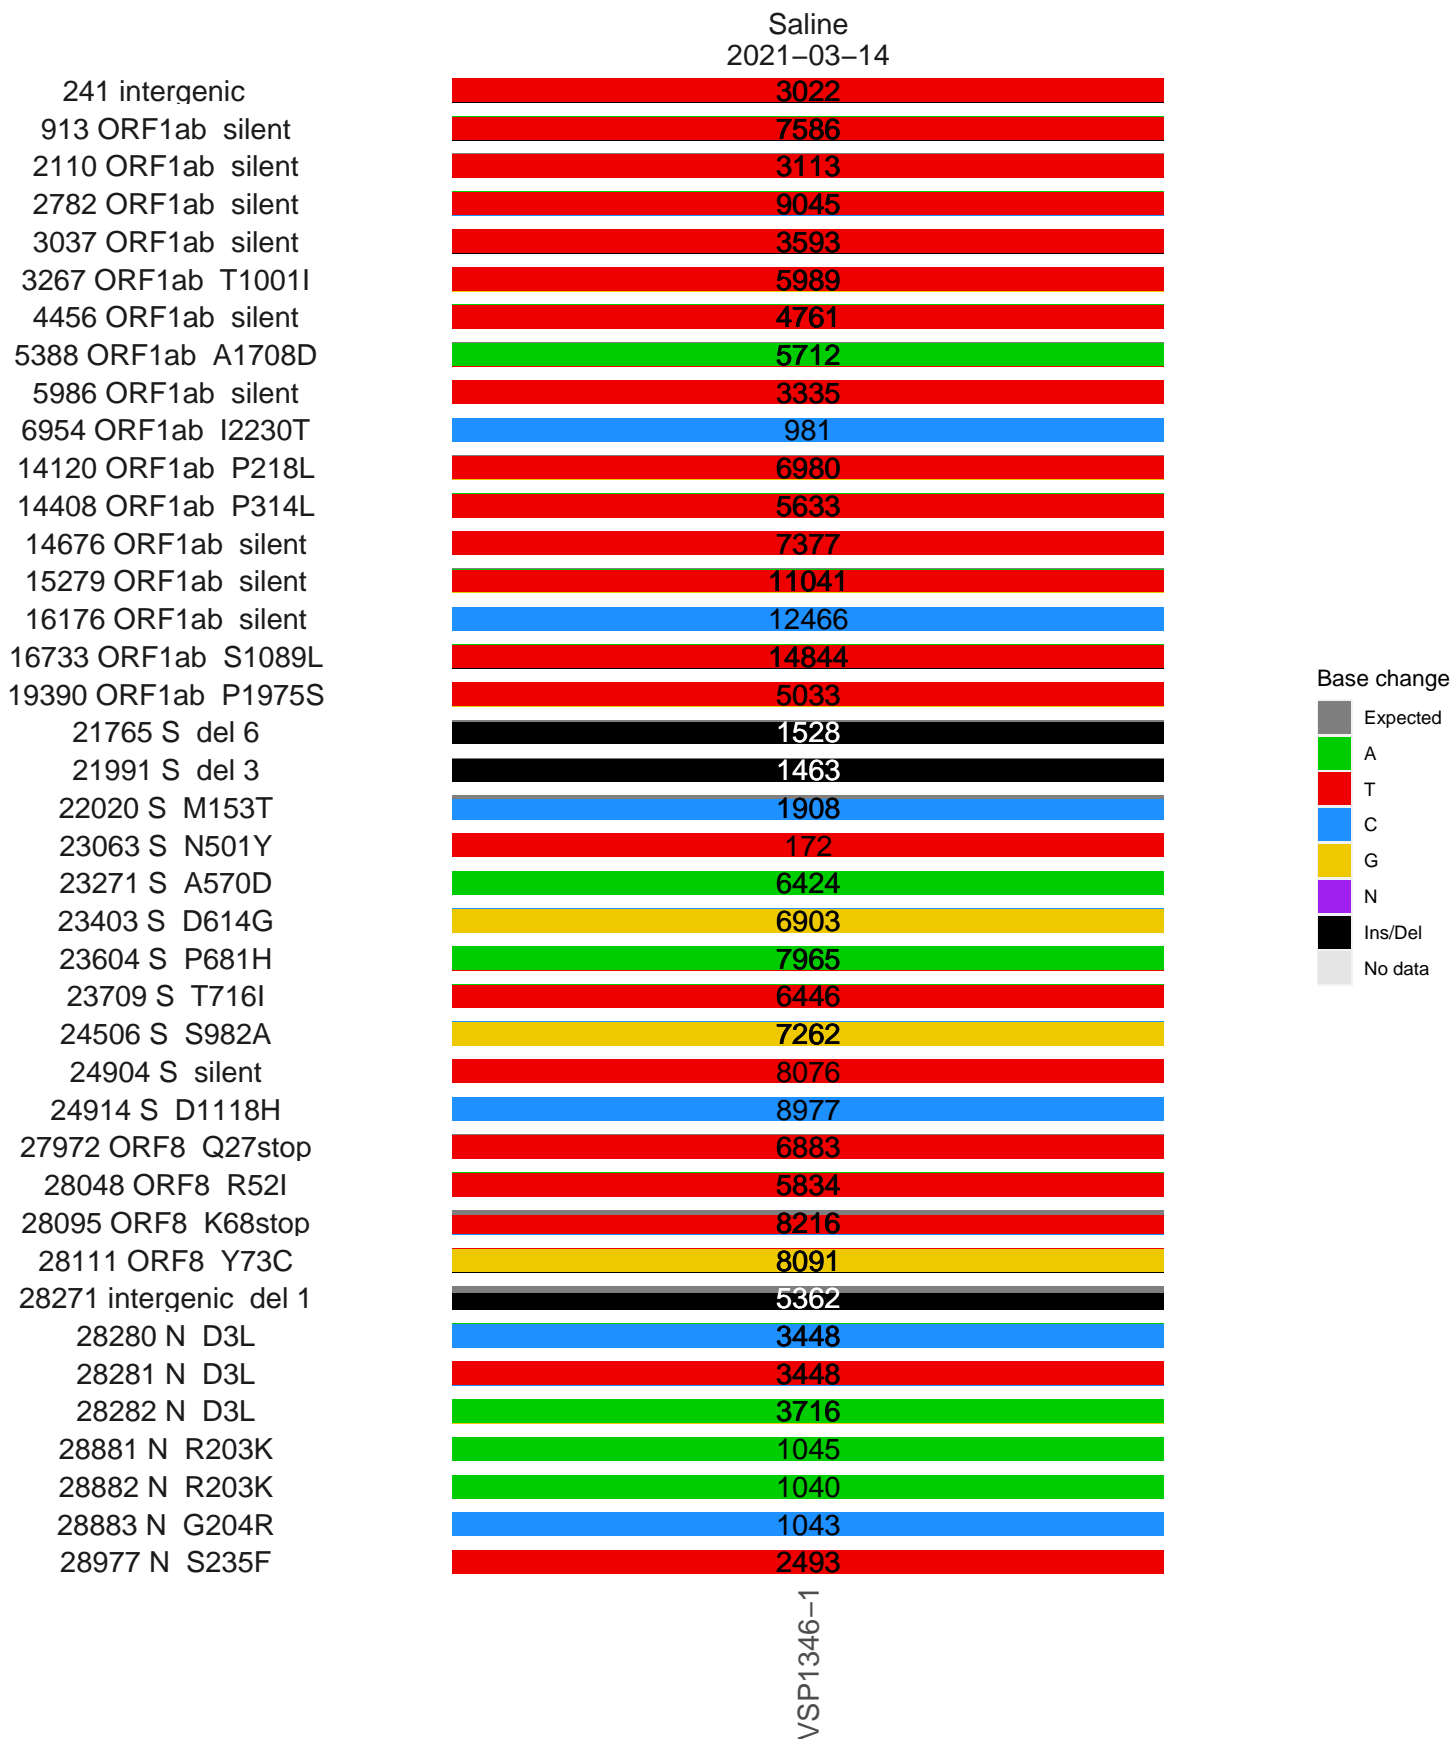 Saline
2021−03−14
241 intergenic 3022
913 ORF1ab silent 7586
2110 ORF1ab silent 3113
2782 ORF1ab silent 9045
3037 ORF1ab silent 3593
3267 ORF1ab T1001I 5989
4456 ORF1ab silent 4761
5388 ORF1ab A1708D 5712
5986 ORF1ab silent 3335
6954 ORF1ab I2230T 981
14120 ORF1ab P218L 6980
14408 ORF1ab P314L 5633
14676 ORF1ab silent 7377
15279 ORF1ab silent 11041
16176 ORF1ab silent 12466
16733 ORF1ab S1089L 14844
19390 ORF1ab P1975S 5033
21765 S del 6 1528
21991 S del 3 1463
22020 S M153T 1908
23063 S N501Y 172
23271 S A570D 6424
23403 S D614G 6903
23604 S P681H 7965
23709 S T716I 6446
24506 S S982A 7262
24904 S silent 8076
24914 S D1118H 8977
27972 ORF8 Q27stop 6883
28048 ORF8 R52I 5834
28095 ORF8 K68stop 8216
28111 ORF8 Y73C 8091
28271 intergenic del 1 5362
28280 N D3L 3448
28281 N D3L 3448
28282 N D3L 3716
28881 N R203K 1045
28882 N R203K 1040
28883 N G204R 1043
28977 N S235F 2493
VSP1346−1
Base change
Expected
A
T
C
G
N
Ins/Del
No data